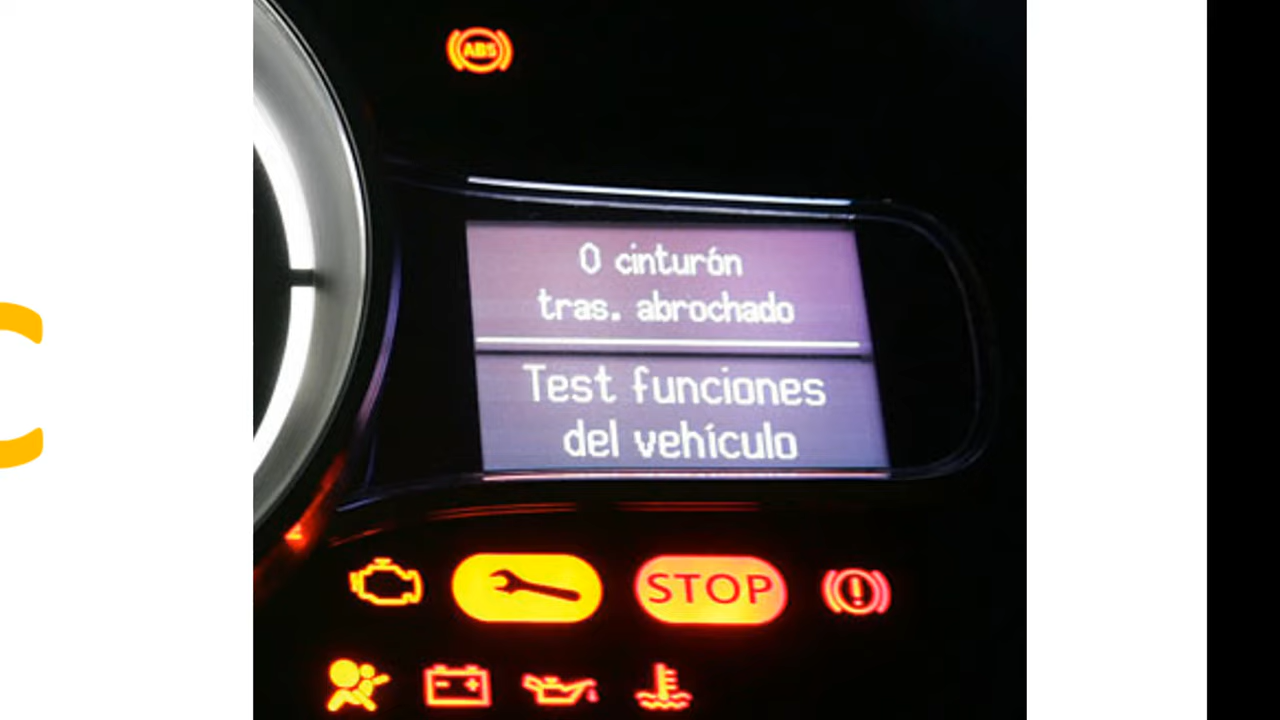 ABS
0 cinturón
tras. abrochado
Test funciones
del vehículo
STOP